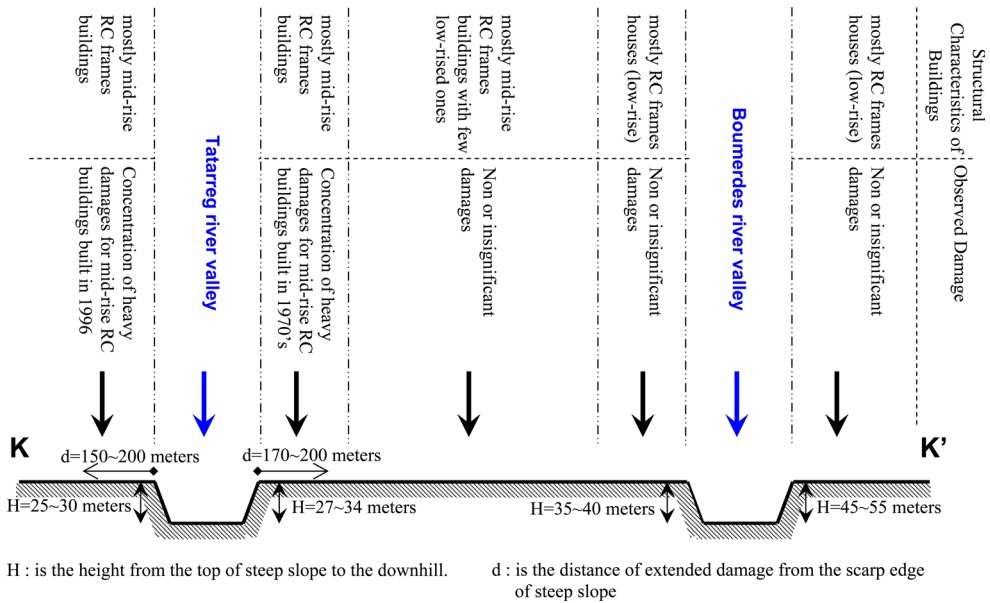 mostly mid-rise
RC frames
buildings
mostly mid-rise
RC frames
buildings
mostly mid-rise
RC frames
buildings with few
low-rised ones
mostly RC frames
houses (low-rise)
mostly RC frames
houses (low-rise)
Structural
Characteristics of
Buildings
Tatarreg river valley
Boumerdes river valley
Concentration of heavy
damages for mid-rise RC
buildings built in 1996
Concentration of heavy
damages for mid-rise RC
buildings built in 1970's
Non or insignificant
damages
Non or insignificant
damages
Non or insignificant
damages
Observed Damage
K
K'
d=150~200 meters
d=170~200 meters
H=25~30 meters
H=27~34 meters
H=35~40 meters
H=45~55 meters
H : is the height from the top of steep slope to the downhill.
d : is the distance of extended damage from the scarp edge
of steep slope